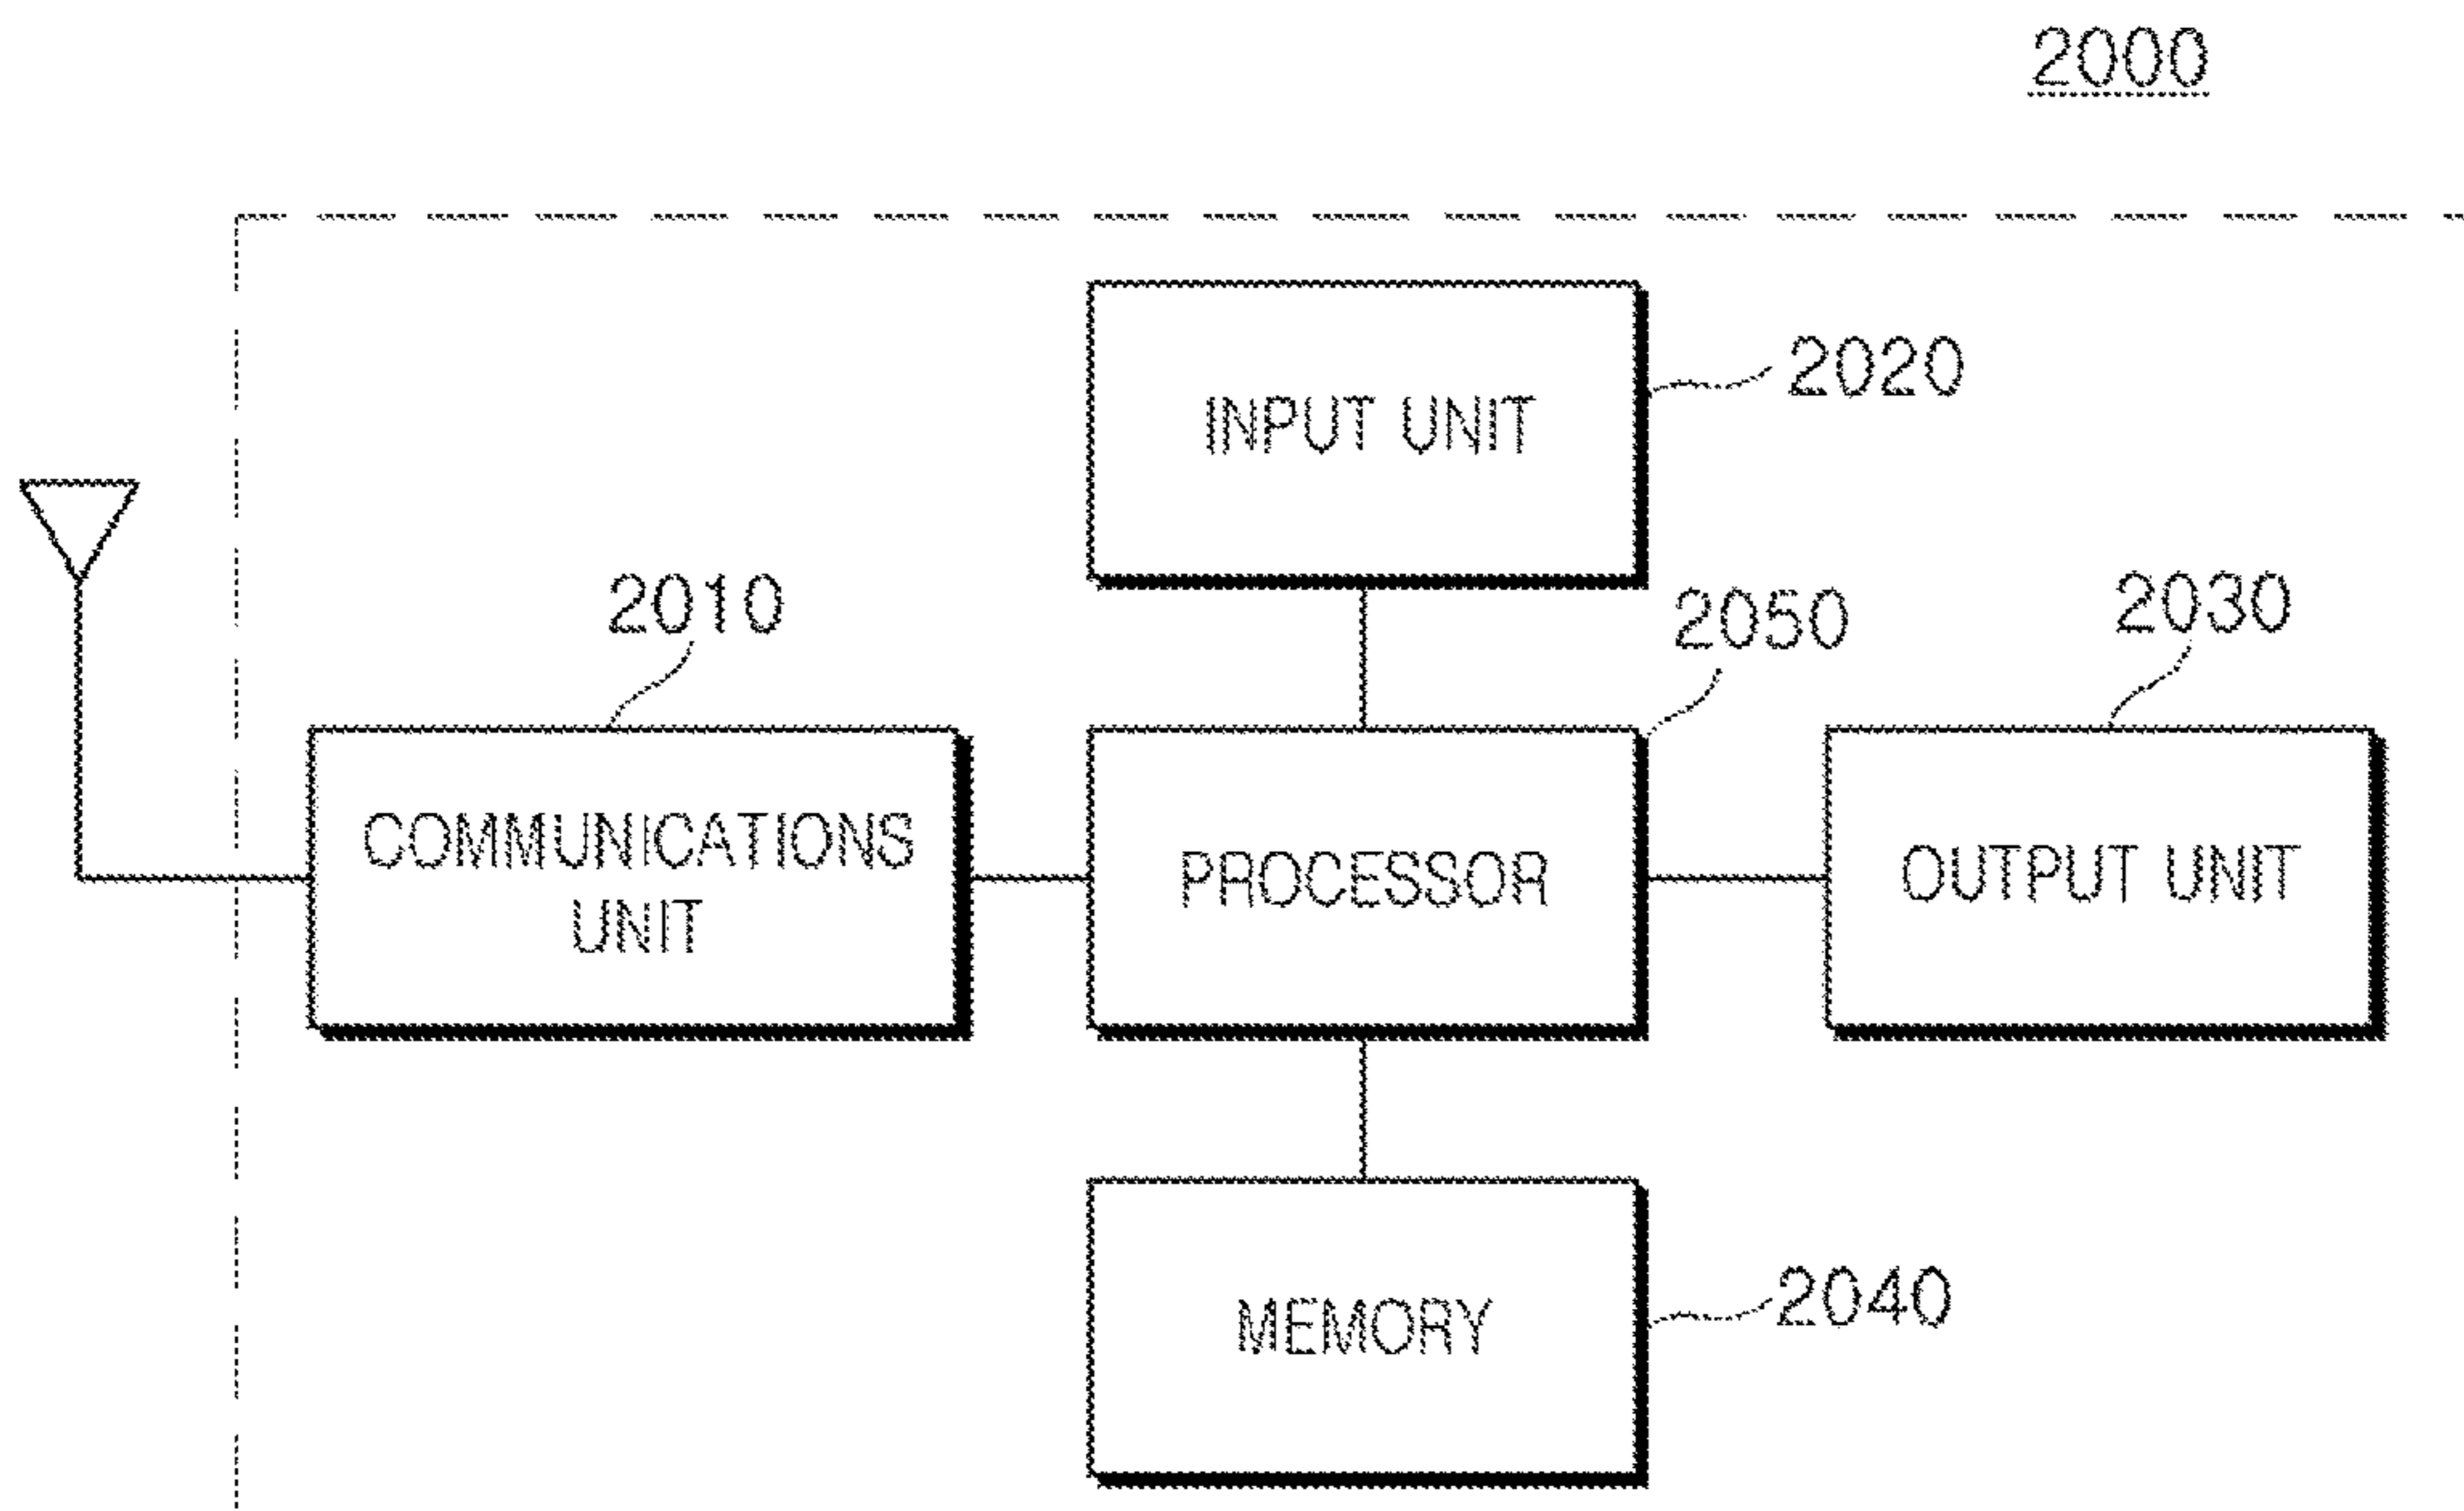 2000
INPUT UNIT
2020
2010
2050
2030
COMMUNICATIONS
UNIT
PROCESSOR
OUTPUT UNIT
MEMORY
2040